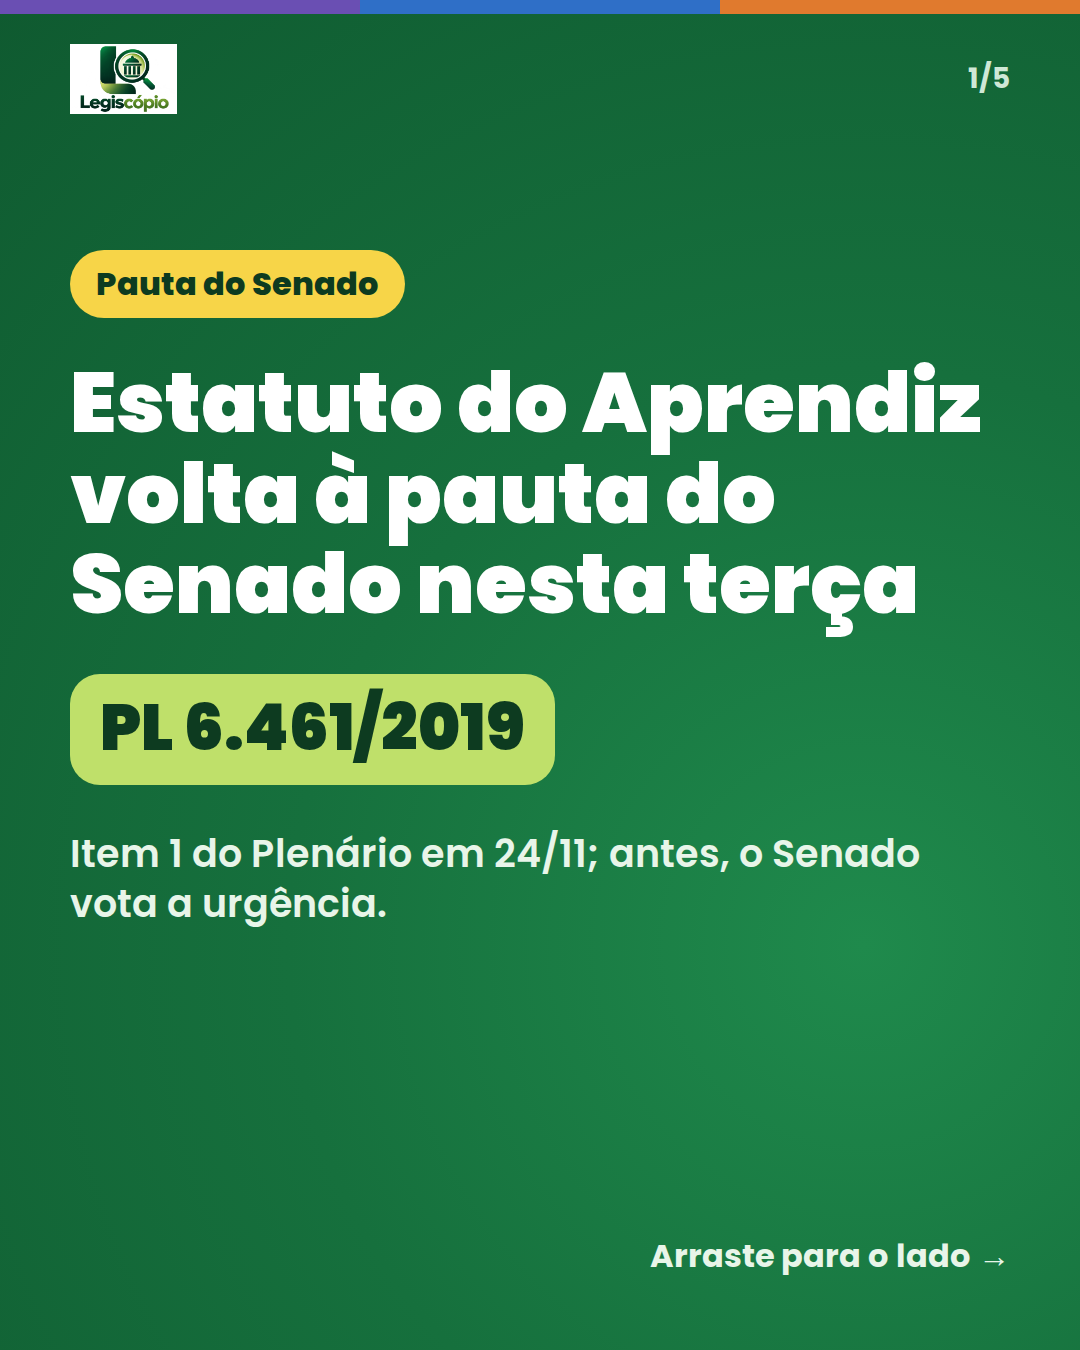 Legiscópio
1/5
Pauta do Senado
Estatuto do Aprendiz
volta à pauta do
Senado nesta terça
PL 6.461/2019
Item 1 do Plenário em 24/11; antes, o Senado
vota a urgência.
Arraste para o lado →